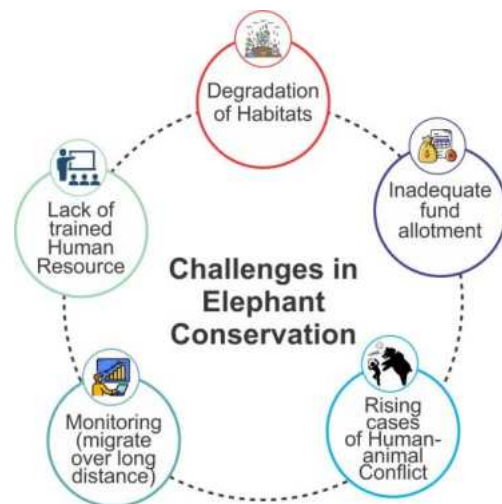 Degradation
of Habitats
Inadequate
fund
allotment
Rising
cases
of Human-
animal
Conflict
Monitoring
(migrate
over long
distance)
Lack of
trained
Human
Resource
Challenges in
Elephant
Conservation